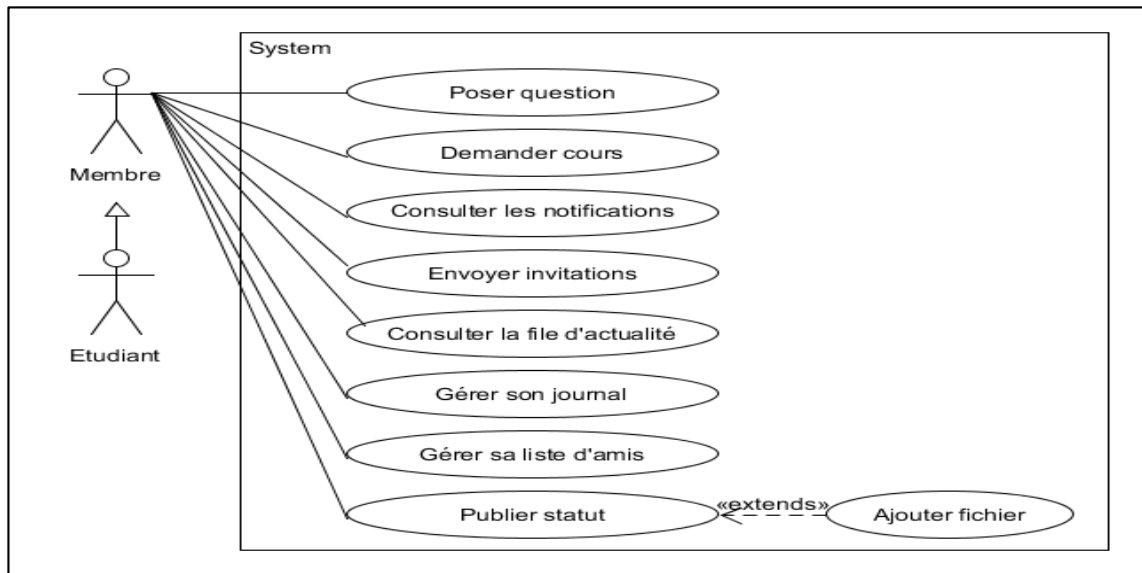 System
Poser question
Demander cours
Membre
Consulter les notifications
Envoyer invitations
Consulter la file d'actualité
Etudiant
Gérer son journal
Gérer sa liste d'amis
«extends»
Publier statut
Ajouter fichier